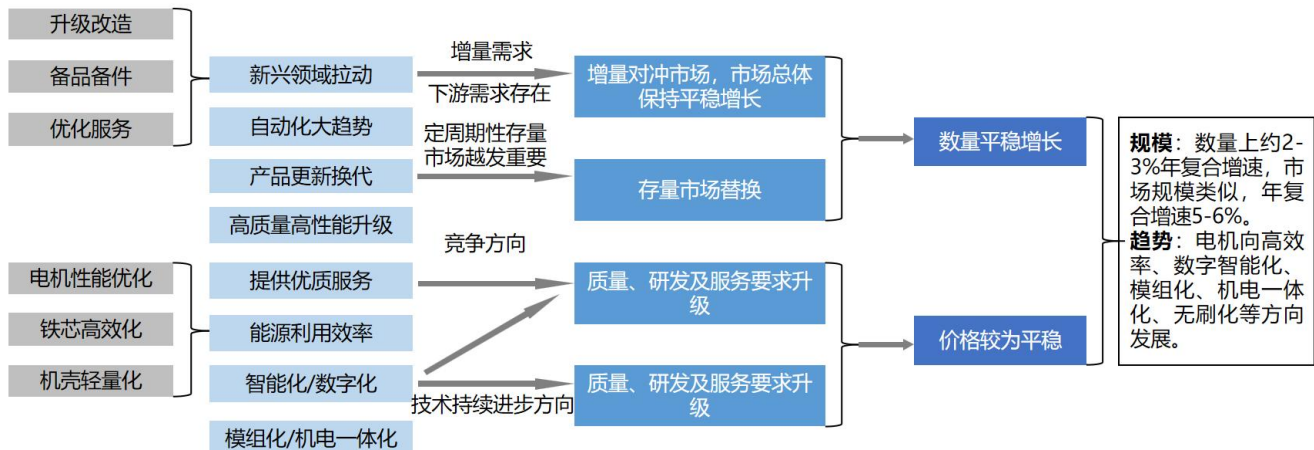 升级改造
备品备件
优化服务
新兴领域拉动
自动化大趋势
产品更新换代
高质量高性能升级
增量需求
下游需求存在
定周期性存量
市场越发重要
增量对冲市场，市场总体
保持平稳增长
存量市场替换
数量平稳增长
电机性能优化
铁芯高效化
机壳轻量化
提供优质服务
能源利用效率
智能化/数字化
模组化/机电一体化
竞争方向
技术持续进步方向
质量、研发及服务要求升
级
质量、研发及服务要求升
级
价格较为平稳
规模：数量上约2-
3%年复合增速，市
场规模类似，年复
合增速5-6%。
趋势：电机向高效
率、数字智能化、
模组化、机电一体
化、无刷化等方向
发展。